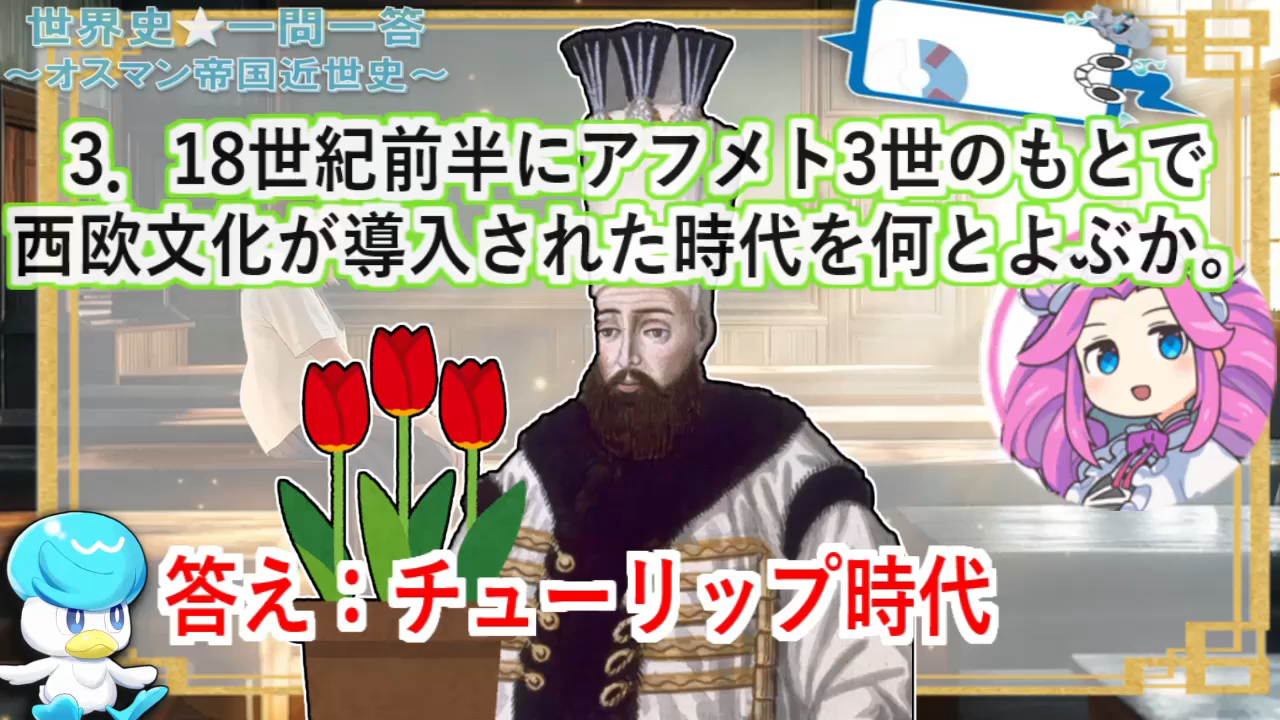 世界史★一問一答
～オスマン帝国近世史～
3．18世紀前半にアフメト3世のもとで
西欧文化が導入された時代を何とよぶか。
答え：チューリップ時代